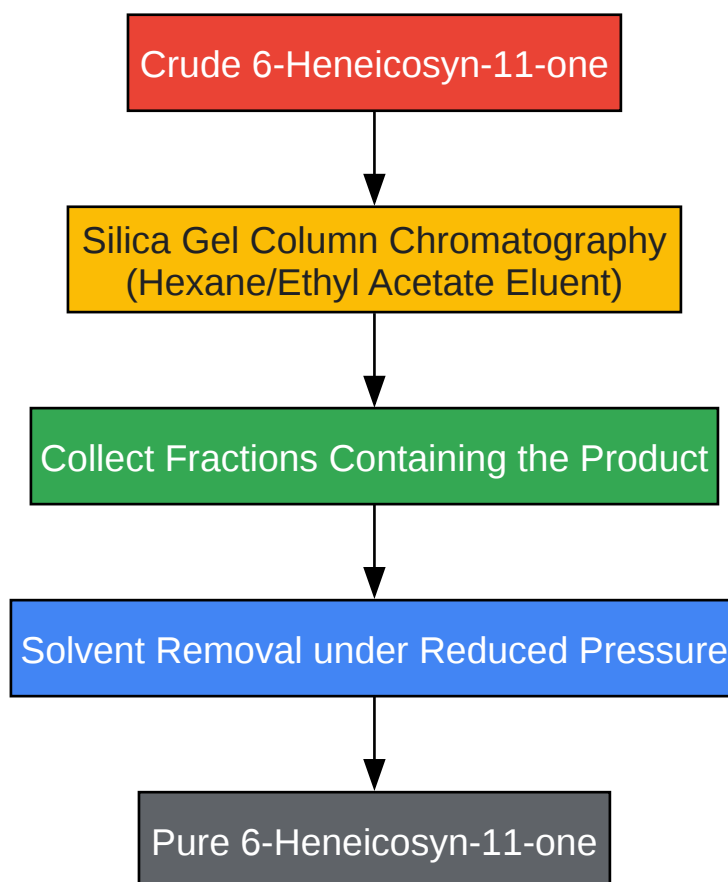 Crude 6-Heneicosyn-11-one
Silica Gel Column Chromatography
(Hexane/Ethyl Acetate Eluent)
Collect Fractions Containing the Product
Solvent Removal under Reduced Pressure
Pure 6-Heneicosyn-11-one